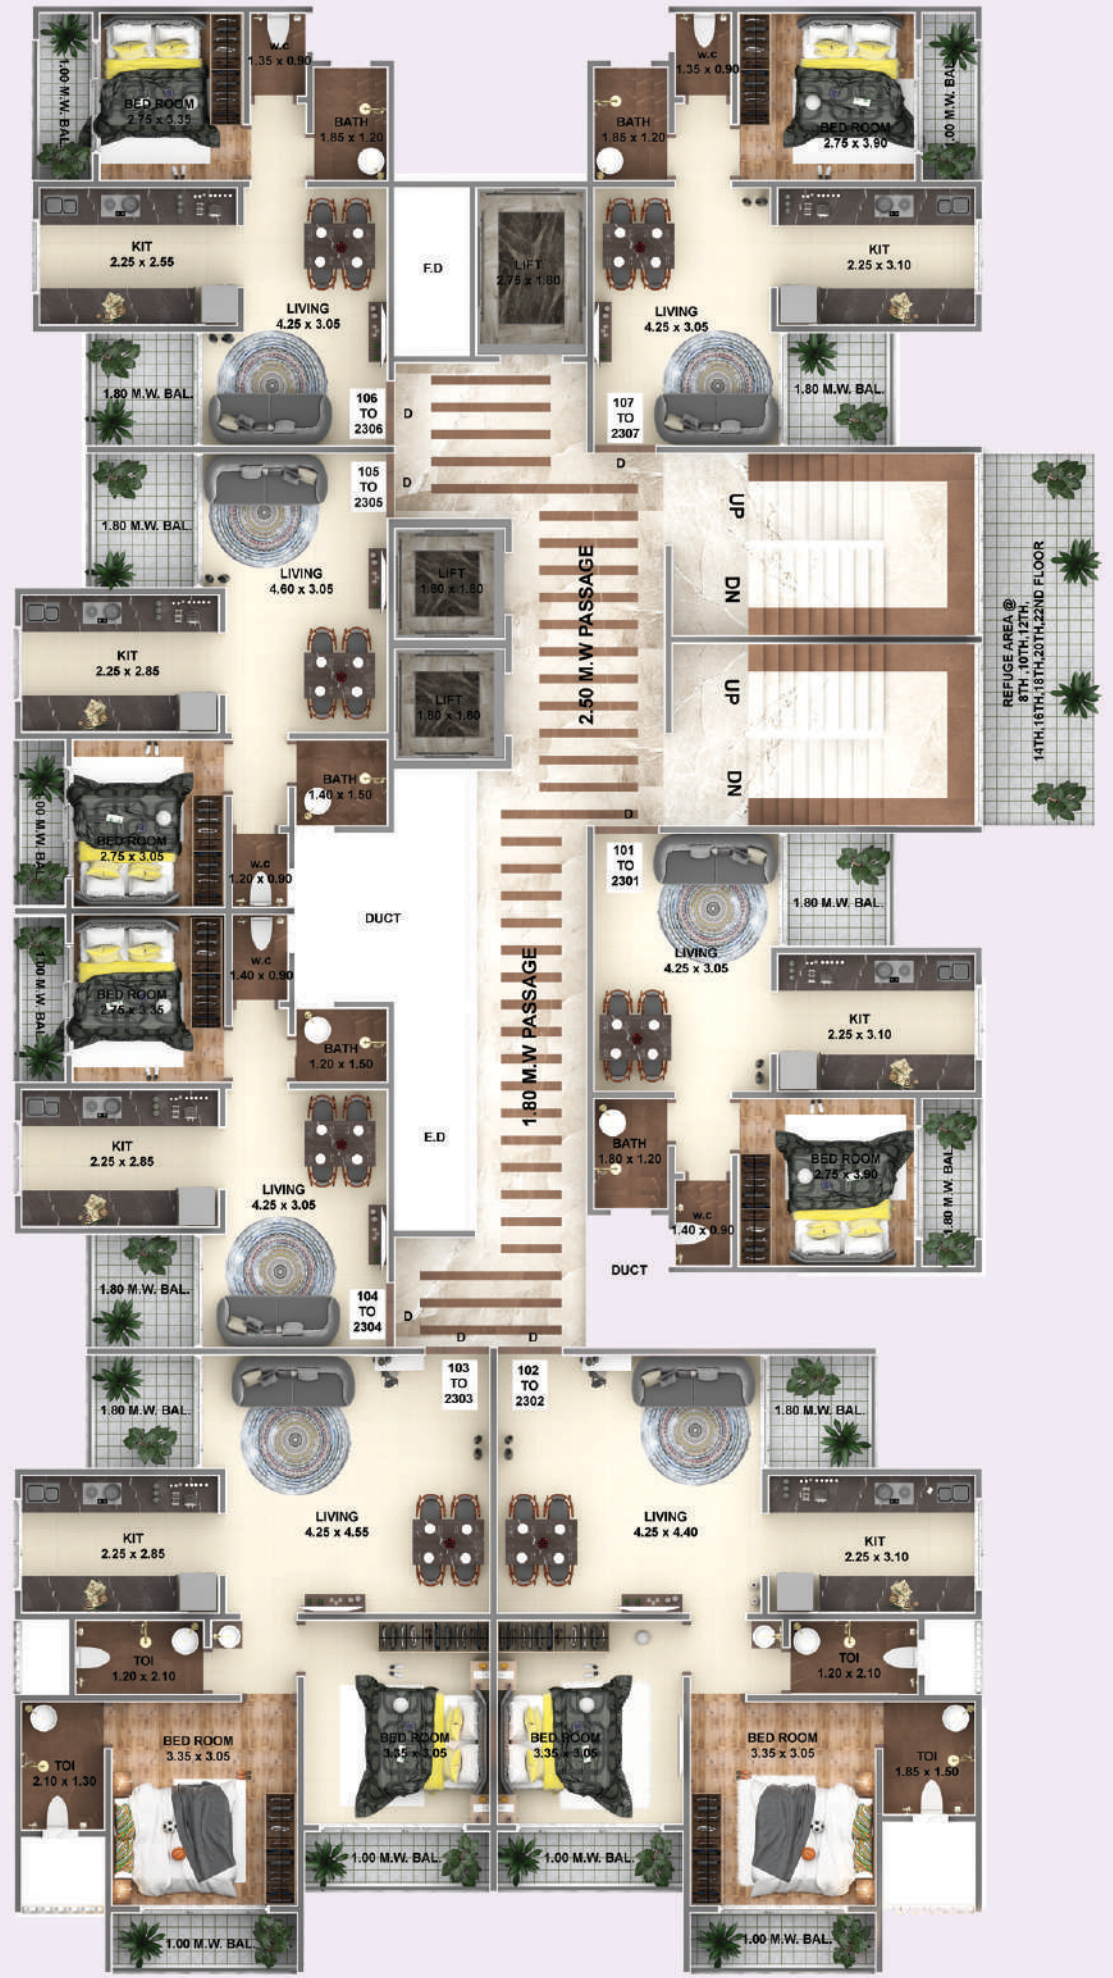 1.00 M.W. BAL.
BED ROOM
2.75 x 3.35
w.c
1.35 x 0.90
BATH
1.85 x 1.20
KIT
2.25 x 2.55
LIVING
4.25 x 3.05
1.80 M.W. BAL.
106
TO
2306
F.D
LIFT
2.75 x 1.80
D
BATH
1.85 x 1.20
w.c
1.35 x 0.90
BED ROOM
2.75 x 3.90
1.00 M.W. BAL.
KIT
2.25 x 3.10
LIVING
4.25 x 3.05
1.80 M.W. BAL.
107
TO
2307
D
105
TO
2305
D
1.80 M.W. BAL.
LIVING
4.60 x 3.05
KIT
2.25 x 2.85
LIFT
1.80 x 1.80
LIFT
1.80 x 1.80
2.50 M.W PASSAGE
UP
DN
UP
DN
REFUGE AREA @
8TH ,10TH,12TH,
14TH,16TH,18TH,20TH,22ND FLOOR
BATH
1.40 x 1.50
1.00 M.W. BAL.
BED ROOM
2.75 x 3.05
w.c
1.20 x 0.90
DUCT
D
101
TO
2301
1.80 M.W. BAL.
LIVING
4.25 x 3.05
KIT
2.25 x 3.10
1.80 M.W PASSAGE
1.00 M.W. BAL.
BED ROOM
2.75 x 3.35
w.c
1.40 x 0.90
BATH
1.20 x 1.50
KIT
2.25 x 2.85
LIVING
4.25 x 3.05
E.D
BATH
1.80 x 1.20
BED ROOM
2.75 x 3.90
1.80 M.W. BAL.
w.c
1.40 x 0.90
DUCT
1.80 M.W. BAL.
104
TO
2304
D
D
D
103
TO
2303
102
TO
2302
1.80 M.W. BAL.
1.80 M.W. BAL.
LIVING
4.25 x 4.55
LIVING
4.25 x 4.40
KIT
2.25 x 2.85
KIT
2.25 x 3.10
TOI
1.20 x 2.10
TOI
1.20 x 2.10
BED ROOM
3.35 x 3.05
BED ROOM
3.35 x 3.05
BED ROOM
3.35 x 3.05
BED ROOM
3.35 x 3.05
TOI
2.10 x 1.30
TOI
1.85 x 1.50
1.00 M.W. BAL.
1.00 M.W. BAL.
1.00 M.W. BAL.
1.00 M.W. BAL.